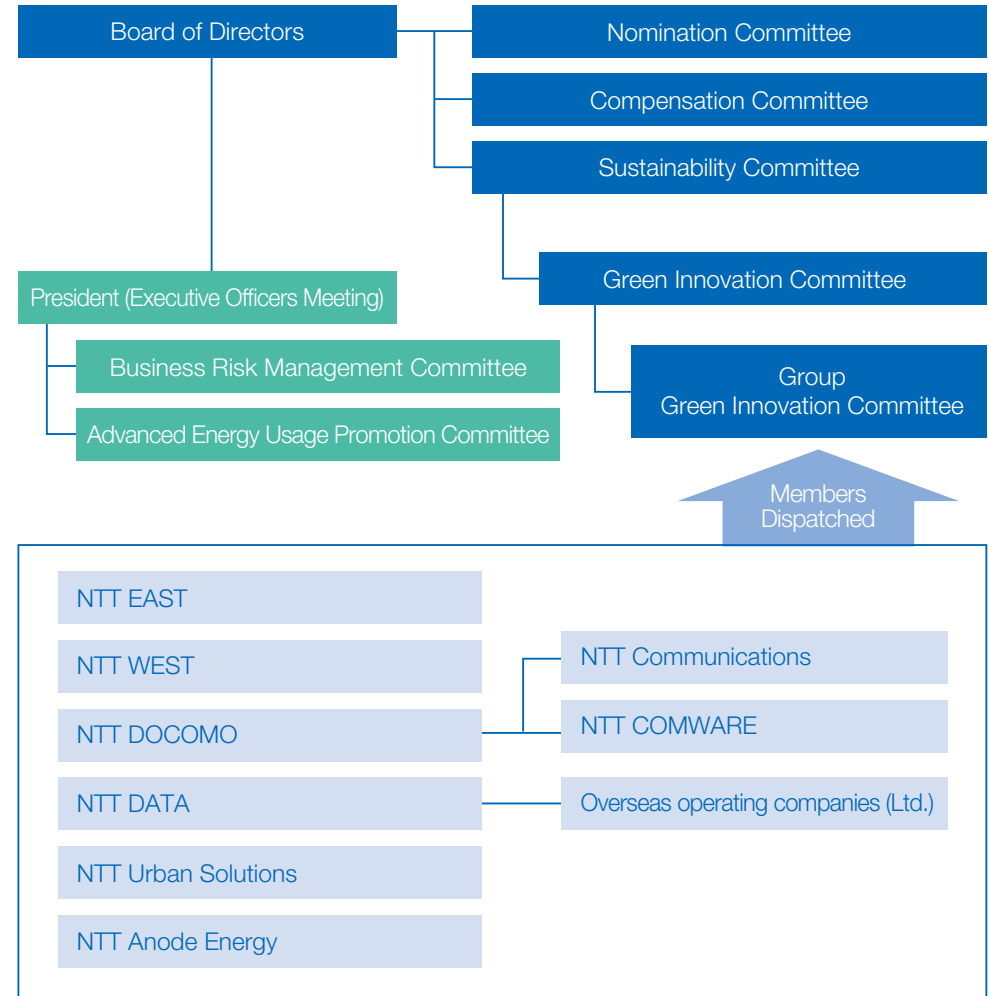 Board of Directors
Nomination Committee
Compensation Committee
Sustainability Committee
Green Innovation Committee
President (Executive Officers Meeting)
Business Risk Management Committee
Group
Green Innovation Committee
Advanced Energy Usage Promotion Committee
Members
Dispatched
NTT EAST
NTT WEST
NTT Communications
NTT DOCOMO
NTT COMWARE
NTT DATA
Overseas operating companies (Ltd.)
NTT Urban Solutions
NTT Anode Energy